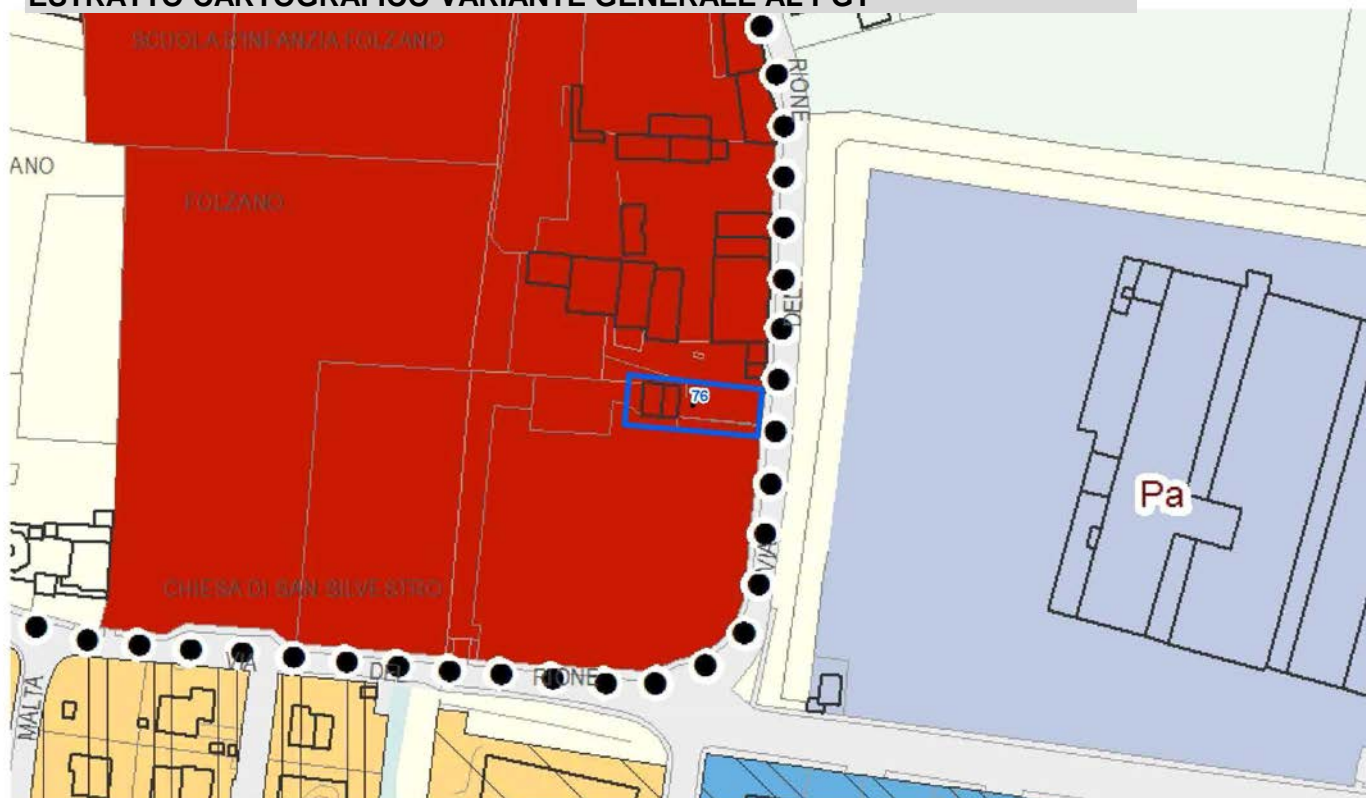 ESTRATTO CARTOGRAFICO VARIANTE GENERALE AL PGT
SCUOLA D'INFANZIA FOLZANO
RIONE
ANO
FOLZANO
DEL
76
Pa
VIA
CHIESA DI SAN SILVESTRO
VIA DEL RIONE
MALTA